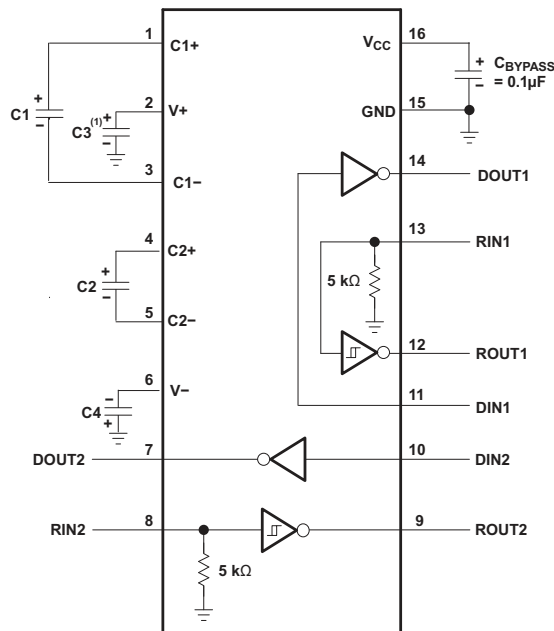 1
C1+
VCC
16
+
−
CBYPASS
= 0.1µF
+
C1
−
2
V+
C3(1)
+
−
GND
15
3
C1−
14
DOUT1
4
C2+
13
RIN1
+
C2
−
5 kΩ
5
C2−
12
ROUT1
6
V−
11
DIN1
−
C4
+
DOUT2
7
10
DIN2
RIN2
8
9
ROUT2
5 kΩ